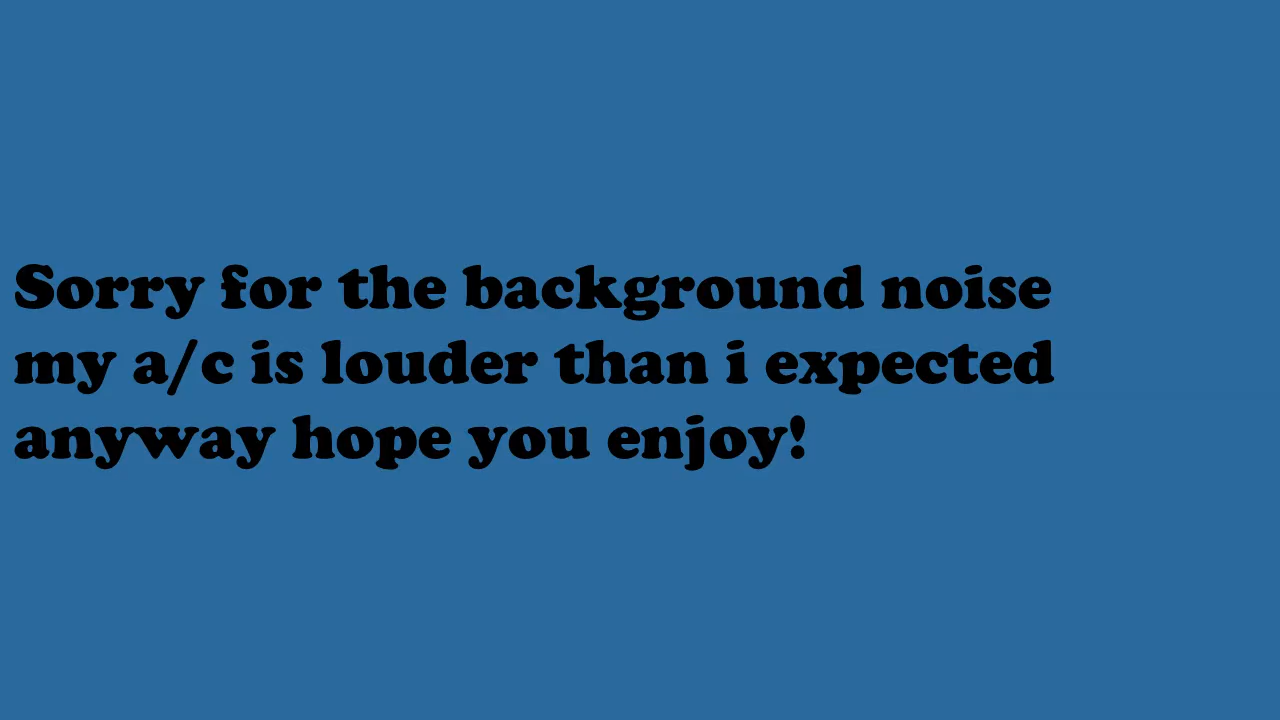 Sorry for the background noise
my a/c is louder than i expected
anyway hope you enjoy!